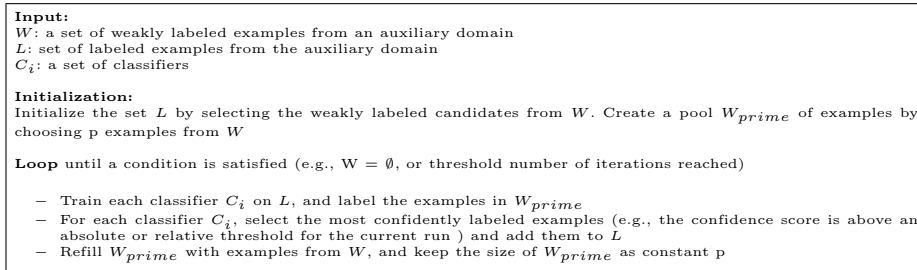 Input:
W: a set of weakly labeled examples from an auxiliary domain
L: set of labeled examples from the auxiliary domain
C_i: a set of classifiers
Initialization:
Initialize the set L by selecting the weakly labeled candidates from W. Create a pool W_prime of examples by
choosing p examples from W
Loop until a condition is satisfied (e.g., W = ∅, or threshold number of iterations reached)
– Train each classifier C_i on L, and label the examples in W_prime
– For each classifier C_i, select the most confidently labeled examples (e.g., the confidence score is above an
absolute or relative threshold for the current run ) and add them to L
– Refill W_prime with examples from W, and keep the size of W_prime as constant p